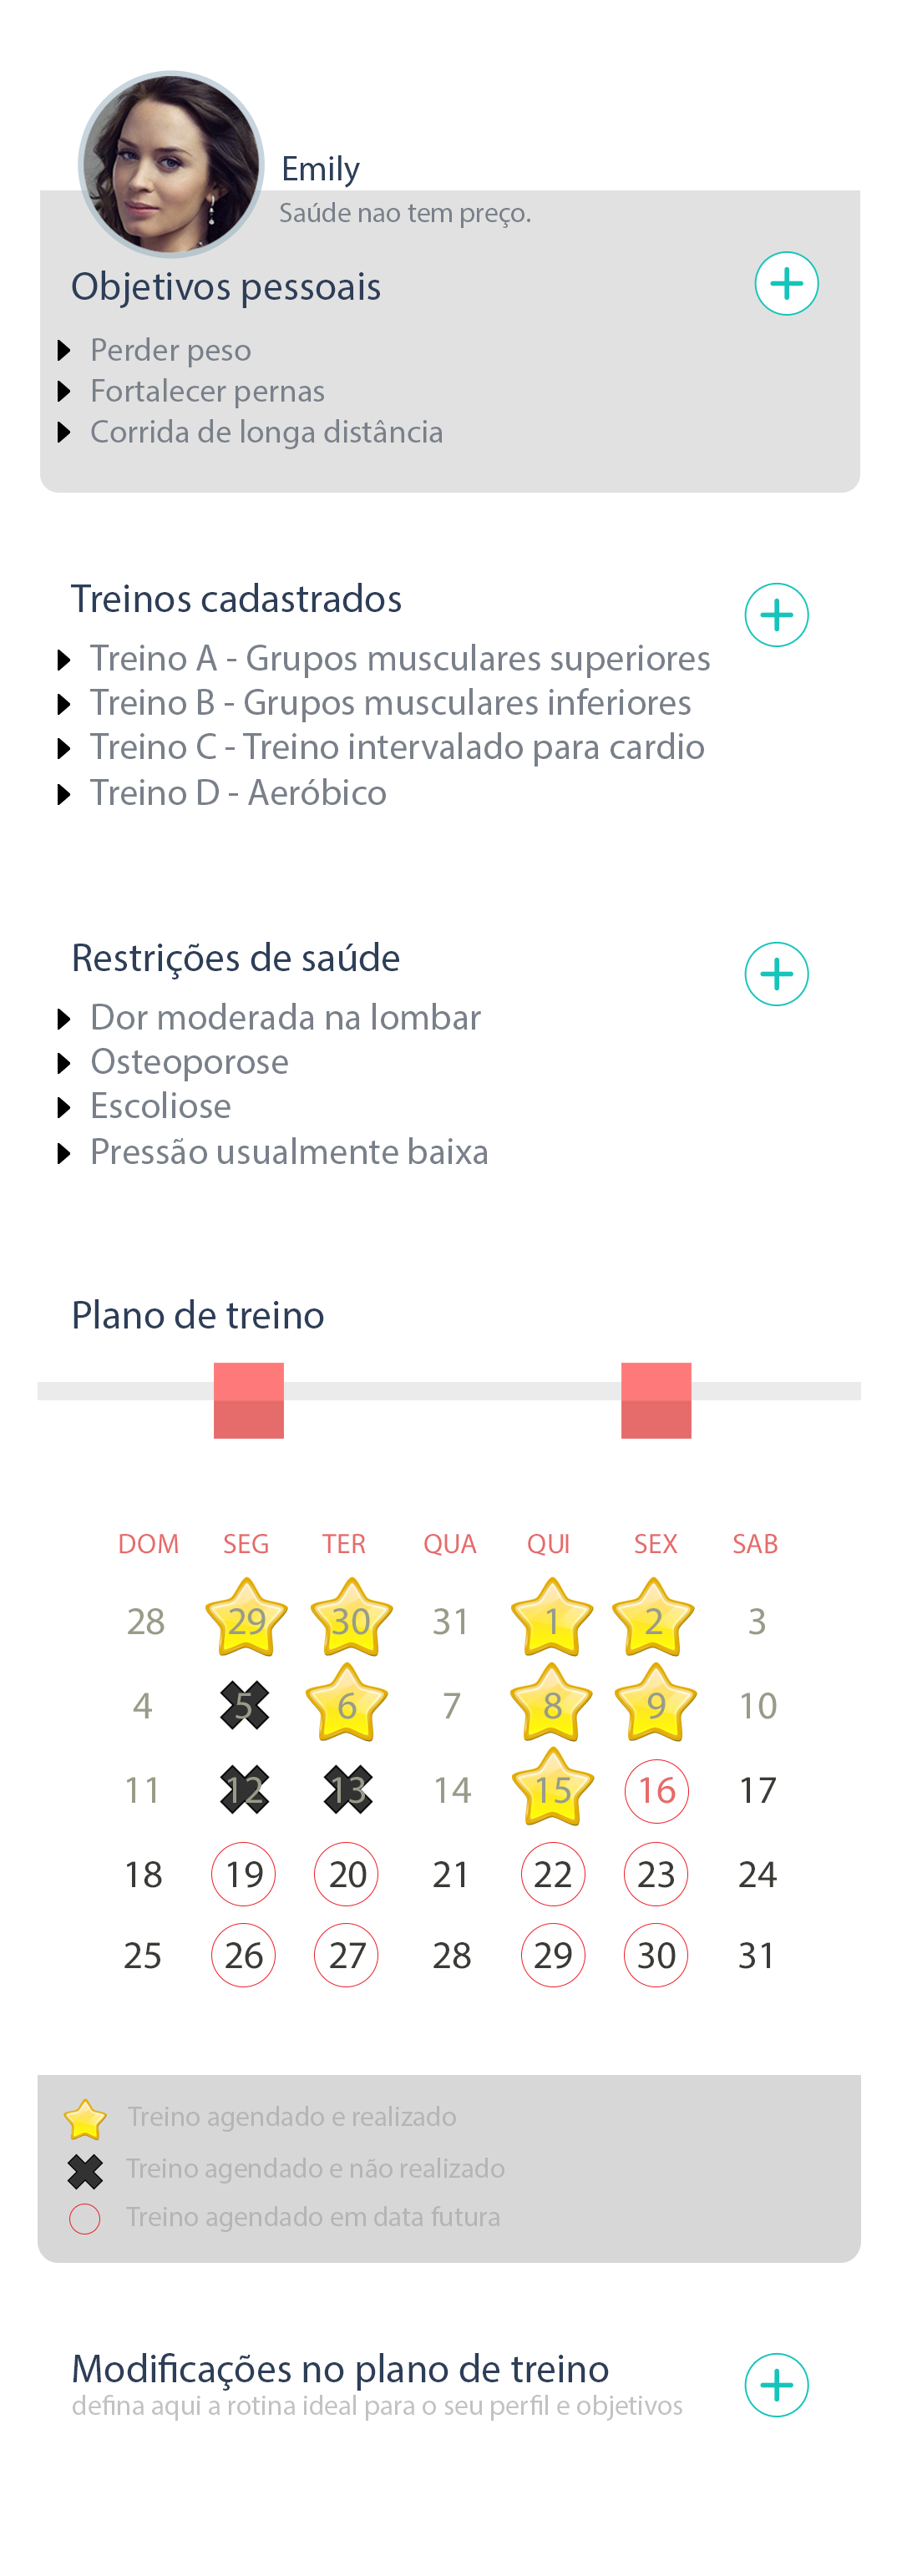 Emily
Saúde nao tem preço.
Objetivos pessoais
Perder peso
Fortalecer pernas
Corrida de longa distância
Treinos cadastrados
Treino A - Grupos musculares superiores
Treino B - Grupos musculares inferiores
Treino C - Treino intervalado para cardio
Treino D - Aeróbico
Restrições de saúde
Dor moderada na lombar
Osteoporose
Escoliose
Pressão usualmente baixa
Plano de treino
DOM SEG TER QUA QUI SEX SAB
28 29 30 31 1 2 3
4 5 6 7 8 9 10
11 12 13 14 15 16 17
18 19 20 21 22 23 24
25 26 27 28 29 30 31
Treino agendado e realizado
Treino agendado e não realizado
Treino agendado em data futura
Modificações no plano de treino
defina aqui a rotina ideal para o seu perfil e objetivos